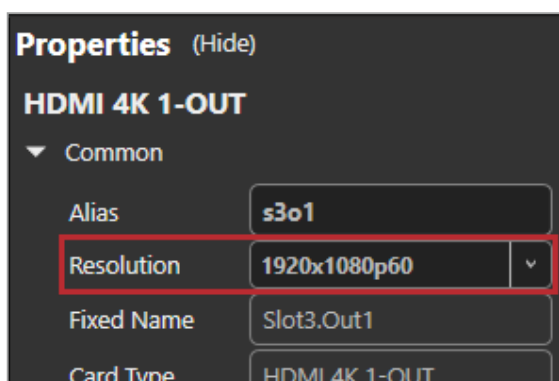 Properties (Hide)
HDMI 4K 1-OUT
Common
Alias s3o1
Resolution 1920x1080p60
Fixed Name Slot3.Out1
Card Type HDMI 4K 1-OUT